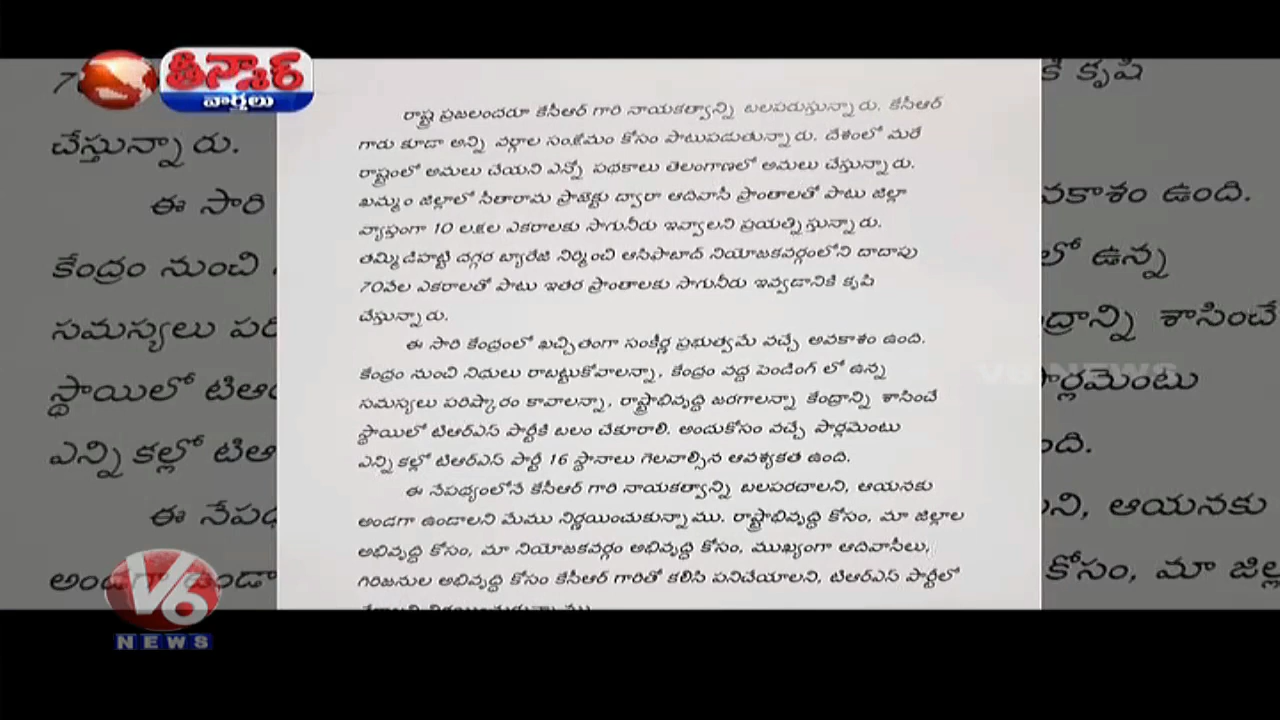 తీన్మార్
వార్తలు
రాష్ట్ర ప్రజలందరూ కేసీఆర్ గారి నాయకత్వాన్ని బలపరుస్తున్నారు. కేసీఆర్
గారు కూడా అన్ని వర్గాల సంక్షేమం కోసం పాటుపడుతున్నారు. దేశంలో మరే
రాష్ట్రంలో అమలు చేయని ఎన్నో పథకాలు తెలంగాణలో అమలు చేస్తున్నారు.
ఖమ్మం జిల్లాలో సీతారామ ప్రాజెక్టు ద్వారా ఆదివాసీ ప్రాంతాలతో పాటు జిల్లా
వ్యాప్తంగా 10 లక్షల ఎకరాలకు సాగునీరు ఇవ్వాలని ప్రయత్నిస్తున్నారు.
తమ్మిడిహట్టి దగ్గర బ్యారేజి నిర్మించి ఆసిఫాబాద్ నియోజకవర్గంలోని దాదాపు
70వేల ఎకరాలతో పాటు ఇతర ప్రాంతాలకు సాగునీరు ఇవ్వడానికి కృషి
చేస్తున్నారు.
ఈ సారి కేంద్రంలో ఖచ్చితంగా సంకీర్ణ ప్రభుత్వమే వచ్చే అవకాశం ఉంది.
కేంద్రం నుంచి నిధులు రాబట్టుకోవాలన్నా, కేంద్రం వద్ద పెండింగ్ లో ఉన్న
సమస్యలు పరిష్కారం కావాలన్నా, రాష్ట్రాభివృద్ధి జరగాలన్నా కేంద్రాన్ని శాసించే
స్థాయిలో టిఆర్ఎస్ పార్టీకి బలం చేకూరాలి. అందుకోసం వచ్చే పార్లమెంటు
ఎన్నికల్లో టిఆర్ఎస్ పార్టీ 16 స్థానాలు గెలవాల్సిన ఆవశ్యకత ఉంది.
ఈ నేపథ్యంలోనే కేసీఆర్ గారి నాయకత్వాన్ని బలపరచాలని, ఆయనకు
అండగా ఉండాలని మేము నిర్ణయించుకున్నాము. రాష్ట్రాభివృద్ధి కోసం, మా జిల్లాల
అభివృద్ధి కోసం, మా నియోజకవర్గం అభివృద్ధి కోసం, ముఖ్యంగా ఆదివాసీలు,
గిరిజనుల అభివృద్ధి కోసం కేసీఆర్ గారితో కలిసి పనిచేయాలని, టిఆర్ఎస్ పార్టీలో
V6 NEWS
V6
NEWS